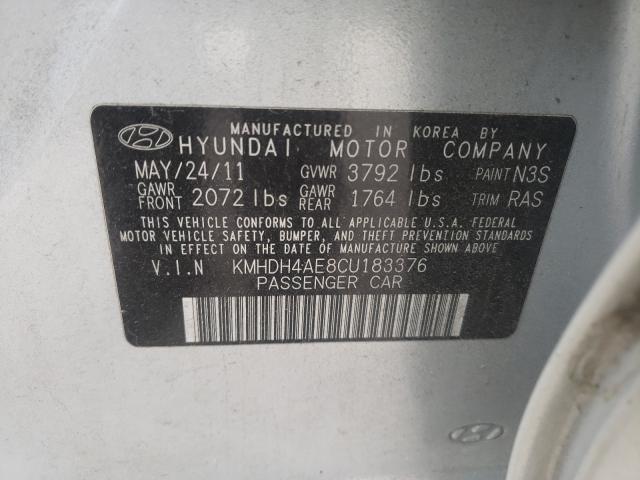 MANUFACTURED IN KOREA BY
HYUNDAI MOTOR COMPANY
MAY/24/11 GVWR 3792 lbs PAINT N3S
GAWR FRONT 2072 lbs GAWR REAR 1764 lbs TRIM RAS
THIS VEHICLE CONFORMS TO ALL APPLICABLE U.S.A. FEDERAL
MOTOR VEHICLE SAFETY, BUMPER, AND THEFT PREVENTION STANDARDS
IN EFFECT ON THE DATE OF MANUFACTURE SHOWN ABOVE.
V.I.N KMHDH4AE8CU183376
PASSENGER CAR